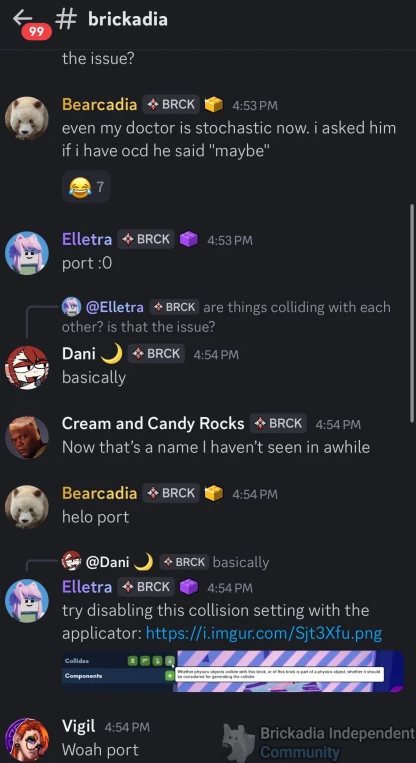 99
# brickadia
the issue?
Bearcadia BRCK 4:53 PM
even my doctor is stochastic now. i asked him
if i have ocd he said "maybe"
😂 7
Elletra BRCK 4:53 PM
port :0
@Elletra BRCK are things colliding with each
other? is that the issue?
Dani 🌙 BRCK 4:54 PM
basically
Cream and Candy Rocks BRCK 4:54 PM
Now that's a name I haven't seen in awhile
Bearcadia BRCK 4:54 PM
helo port
@Dani 🌙 BRCK basically
Elletra BRCK 4:54 PM
try disabling this collision setting with the
applicator: https://i.imgur.com/Sjt3Xfu.png
Collides
Components
Whether physics objects collide with this brick, or of this brick is part of a physics object, whether it should
be considered for generating the collider
Vigil 4:54 PM
Woah port
Brickadia Independent
Community